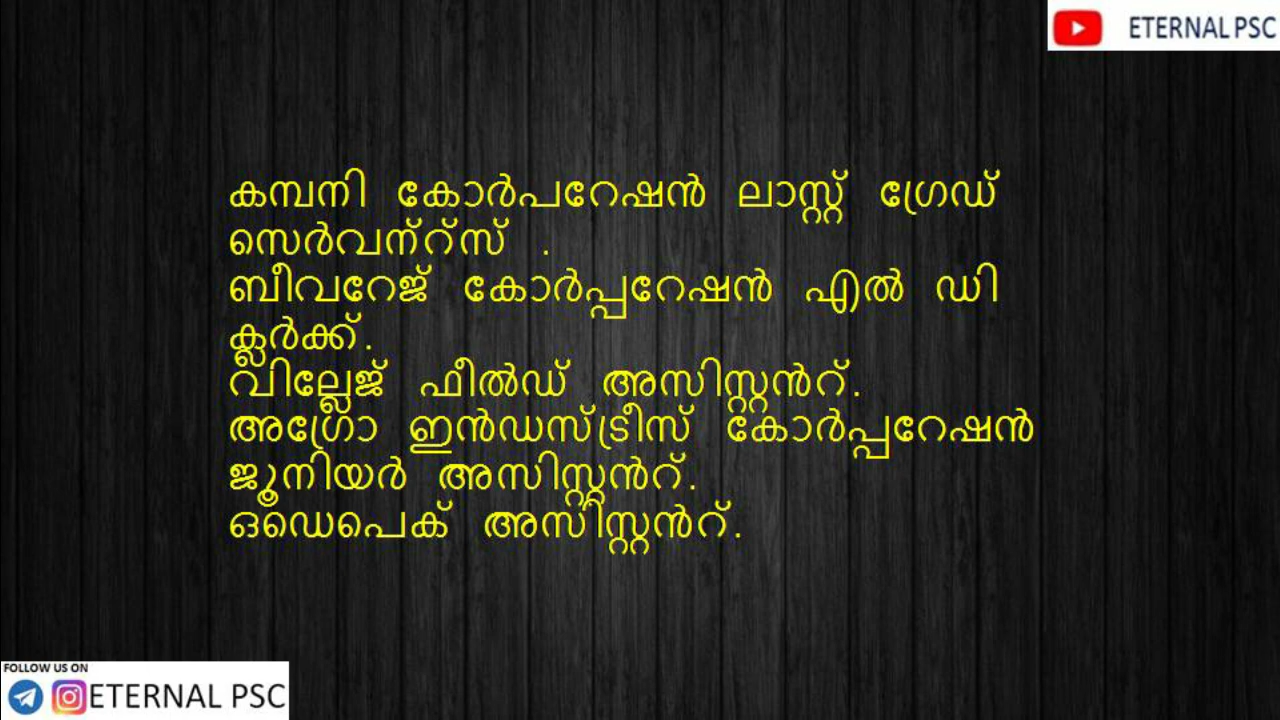 ETERNAL PSC
കമ്പനി കോർപറേഷൻ ലാസ്റ്റ് ഗ്രേഡ്
സെർവന്റ്സ് .
ബീവറേജ് കോർപ്പറേഷൻ എൽ ഡി
ക്ലർക്ക്.
വില്ലേജ് ഫീൽഡ് അസിസ്റ്റൻറ്.
അഗ്രോ ഇൻഡസ്ട്രീസ് കോർപ്പറേഷൻ
ജൂനിയർ അസിസ്റ്റൻറ്.
ഒഡെപെക് അസിസ്റ്റൻറ്.
FOLLOW US ON
ETERNAL PSC